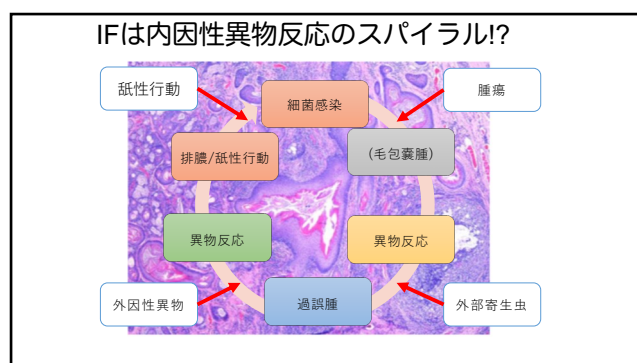 IFは内因性異物反応のスパイラル!?
舐性行動
細菌感染
腫瘍
排膿/舐性行動
(毛包嚢腫)
異物反応
異物反応
外因性異物
過誤腫
外部寄生虫